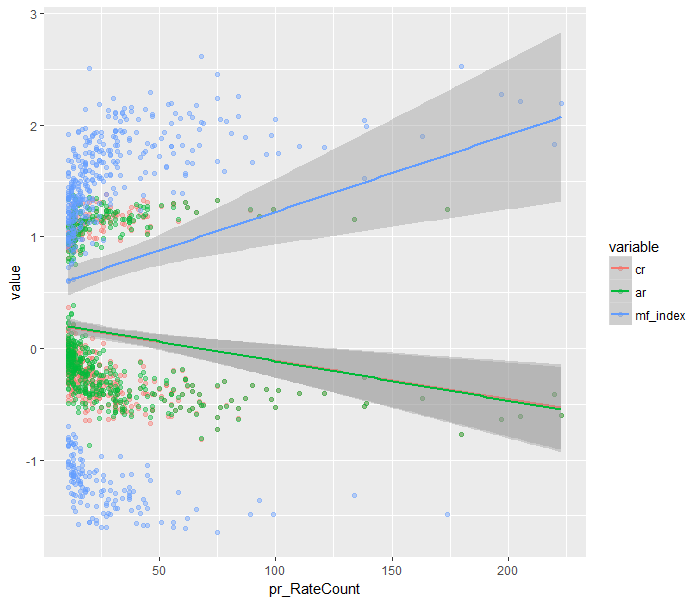 3
2
1
0
-1
value
50
100
150
200
pr_RateCount
variable
cr
ar
mf_index